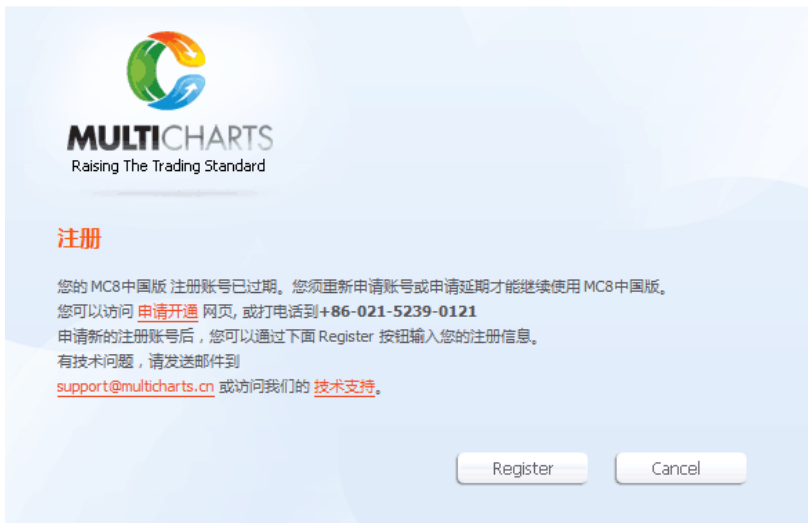 MULTICHARTS
Raising The Trading Standard
注册
您的 MC8中国版 注册账号已过期。您须重新申请账号或申请延期才能继续使用 MC8中国版。
您可以访问 申请开通 网页, 或打电话到+86-021-5239-0121
申请新的注册账号后，您可以通过下面 Register 按钮输入您的注册信息。
有技术问题，请发送邮件到
support@multicharts.cn 或访问我们的 技术支持。
Register Cancel